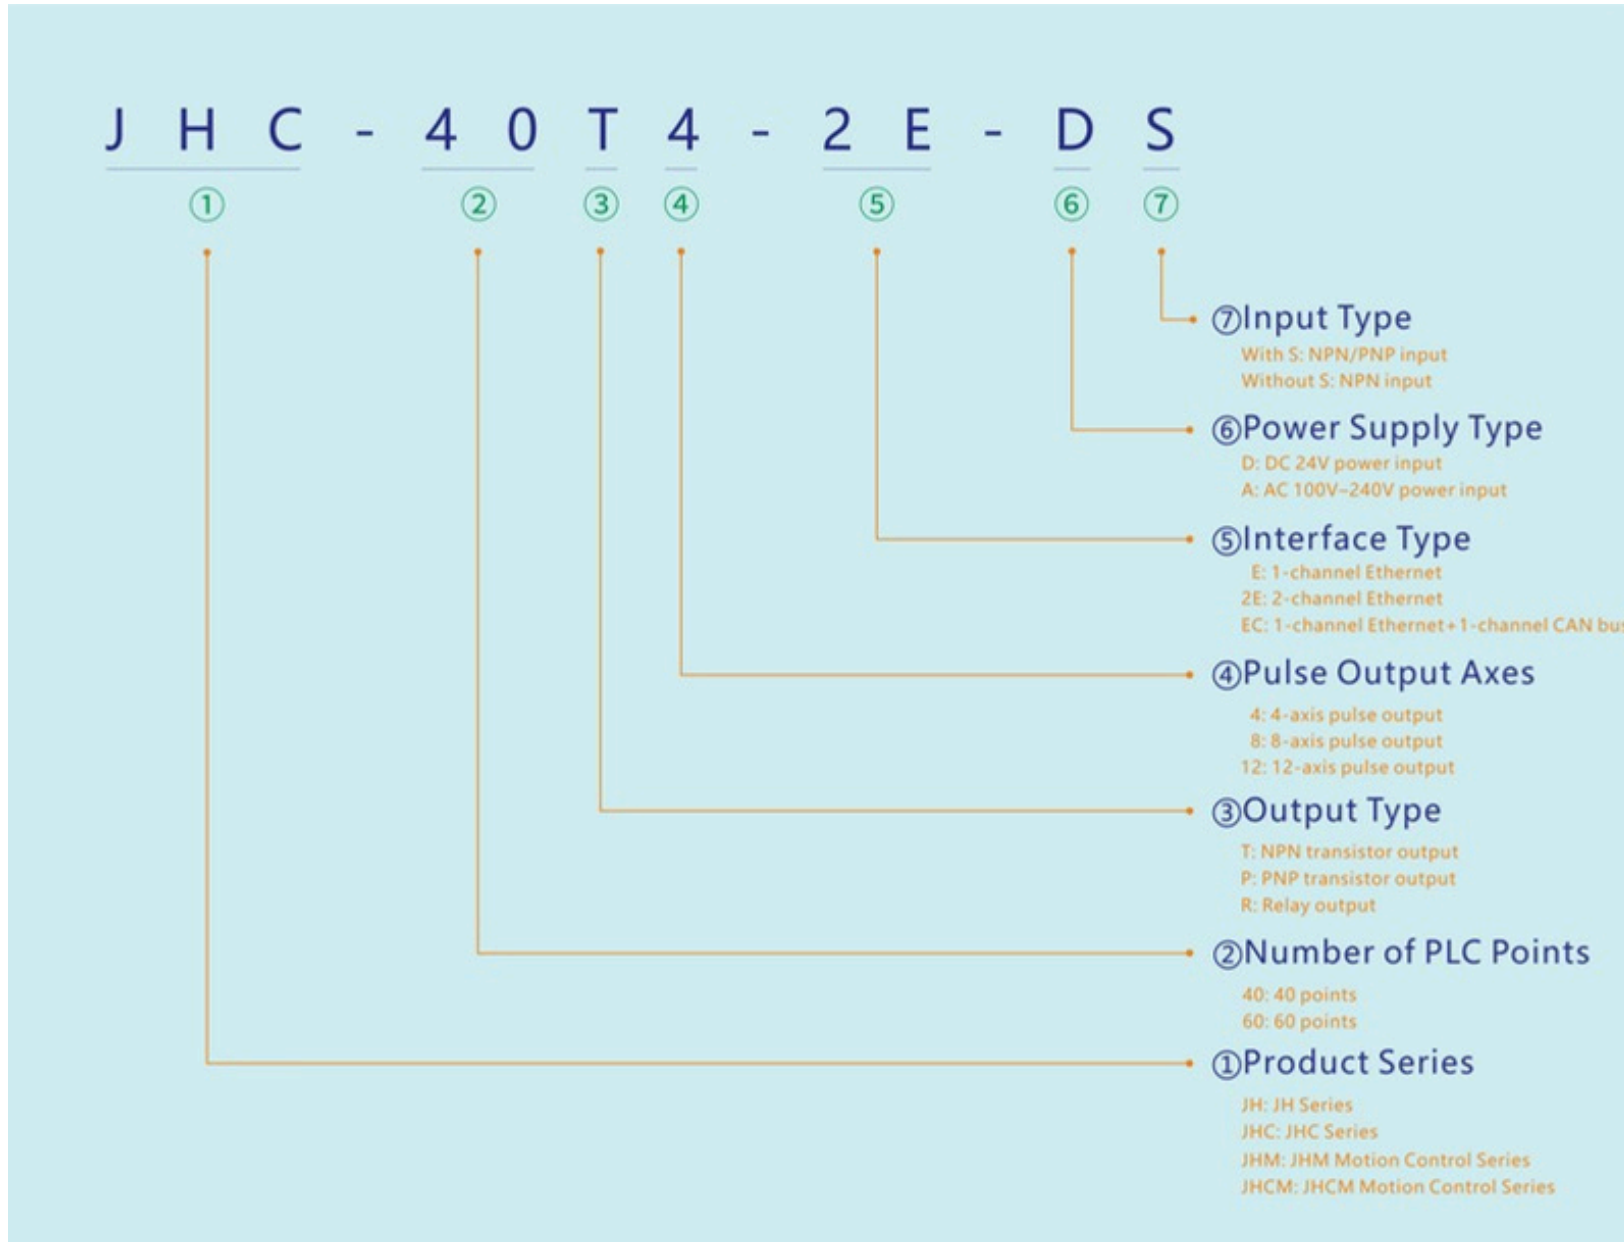 JHC-40T4-2E-DS
① ② ③ ④ ⑤ ⑥ ⑦
⑦Input Type
With S: NPN/PNP input
Without S: NPN input
⑥Power Supply Type
D: DC 24V power input
A: AC 100V~240V power input
⑤Interface Type
E: 1-channel Ethernet
2E: 2-channel Ethernet
EC: 1-channel Ethernet+1-channel CAN bus
④Pulse Output Axes
4: 4-axis pulse output
8: 8-axis pulse output
12: 12-axis pulse output
③Output Type
T: NPN transistor output
P: PNP transistor output
R: Relay output
②Number of PLC Points
40: 40 points
60: 60 points
①Product Series
JH: JH Series
JHC: JHC Series
JHM: JHM Motion Control Series
JHCM: JHCM Motion Control Series